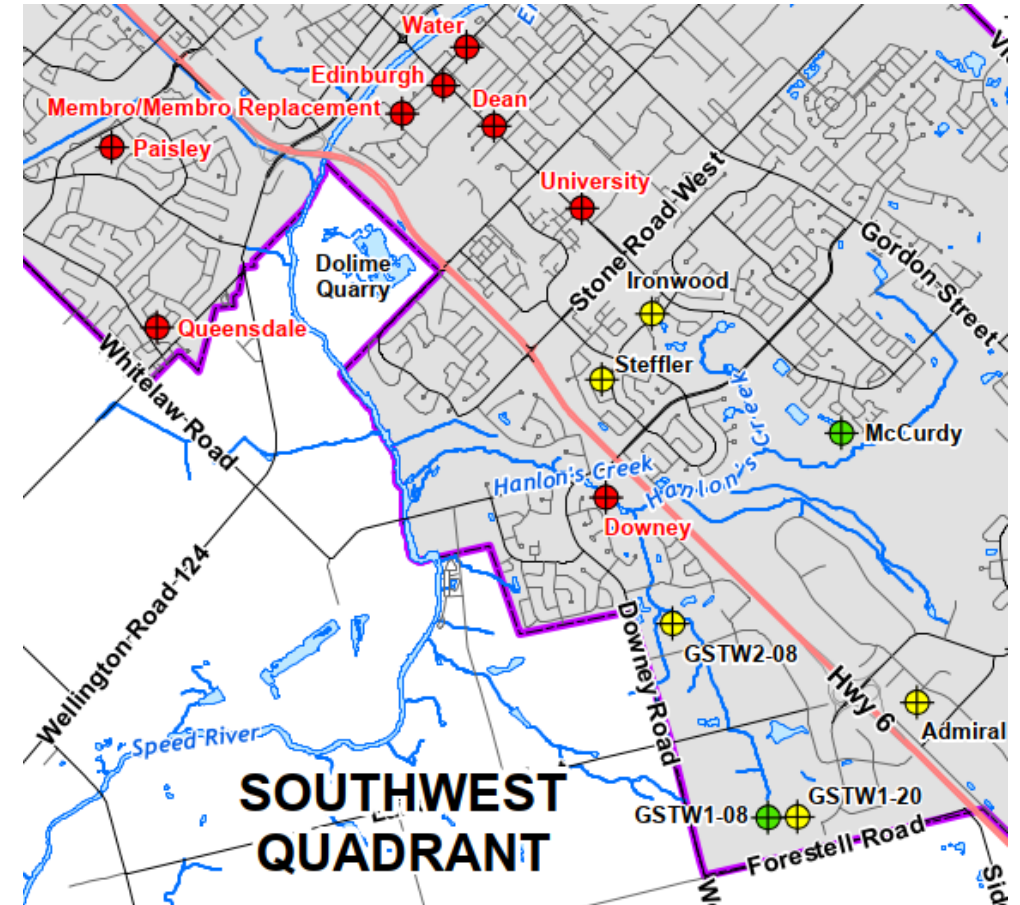 Water
Edinburgh
Membro/Membro Replacement
Dean
Paisley
University
Stone Road West
Gordon Street
Dolime
Quarry
Ironwood
Queensdale
Steffler
Whitelaw Road
Creek
McCurdy
Hanlon's Creek
Hanlon's
Downey
Wellington Road 124
Downey Road
GSTW2-08
Hwy 6
Admiral
Speed River
SOUTHWEST
QUADRANT
GSTW1-08
GSTW1-20
Forestell Road